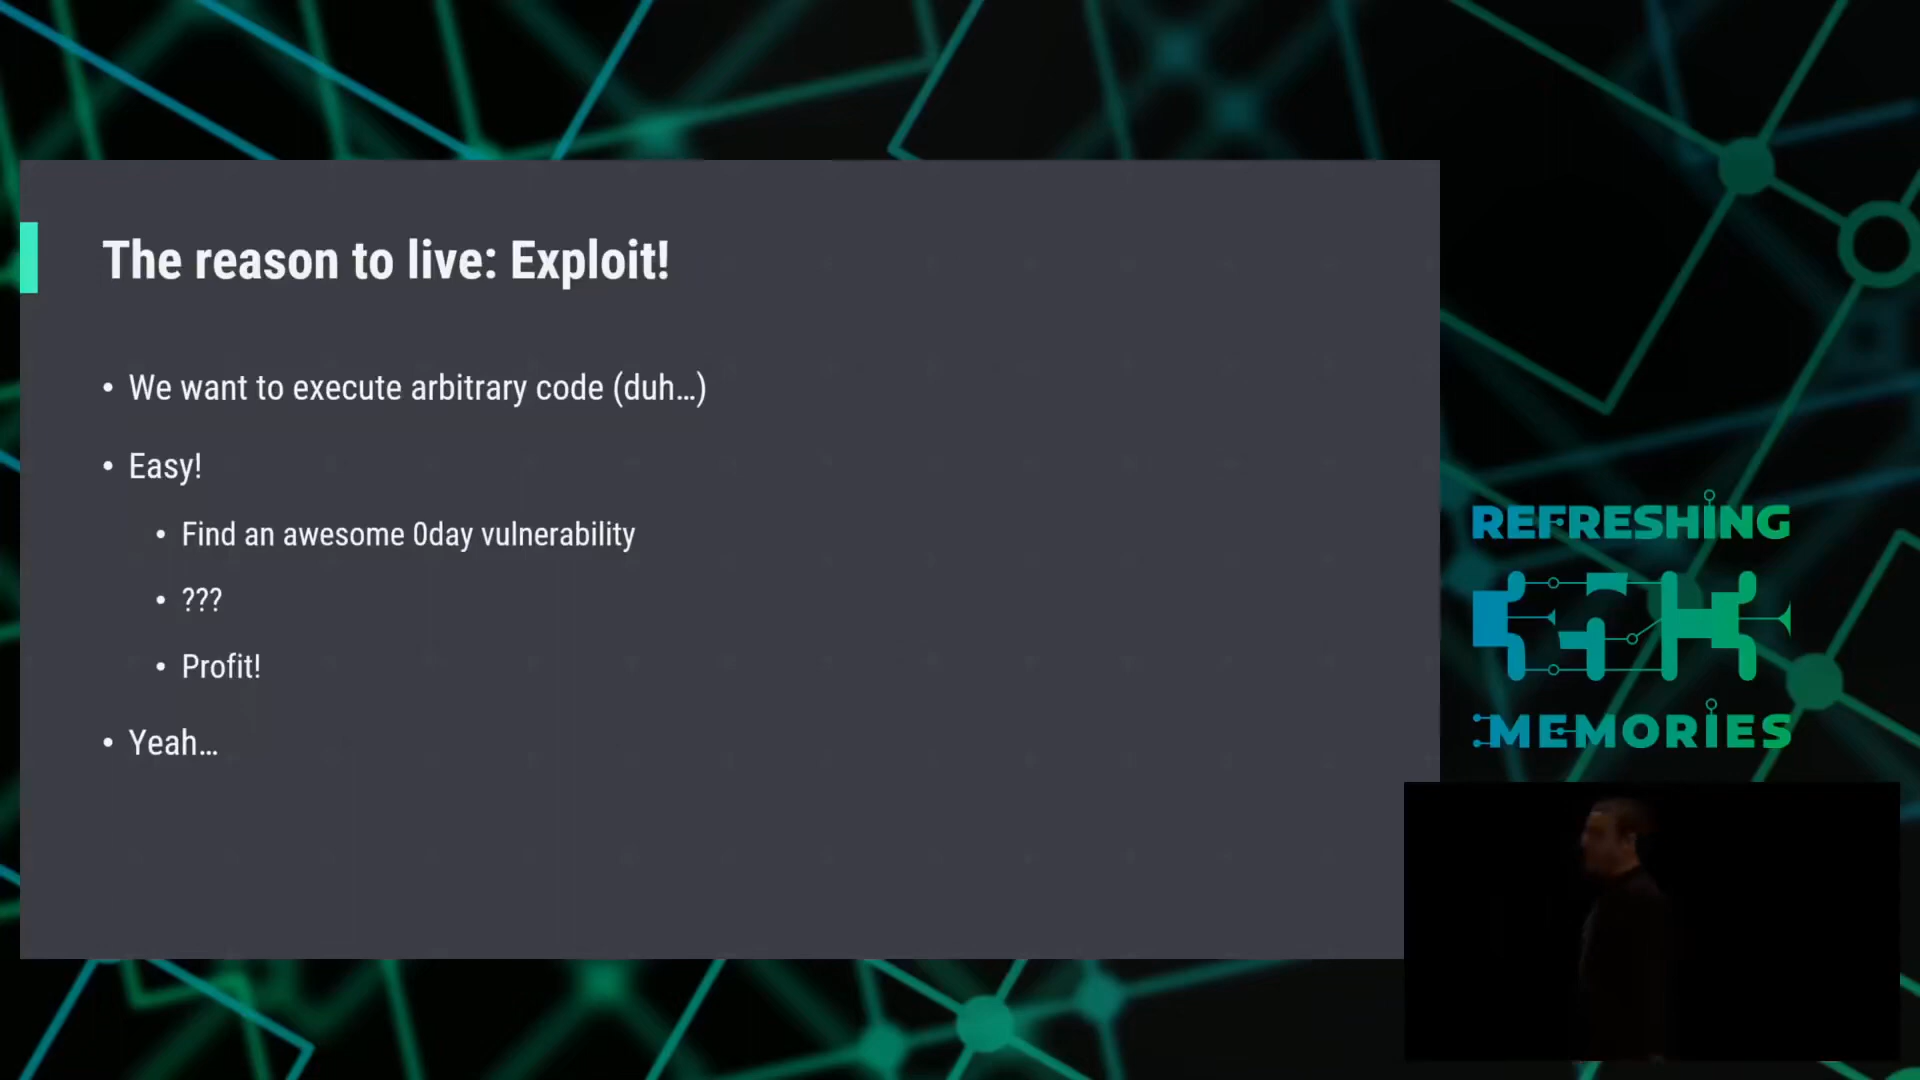 The reason to live: Exploit!
• We want to execute arbitrary code (duh…)
• Easy!
• Find an awesome 0day vulnerability
• ???
• Profit!
• Yeah…
REFRESHING
MEMORIES